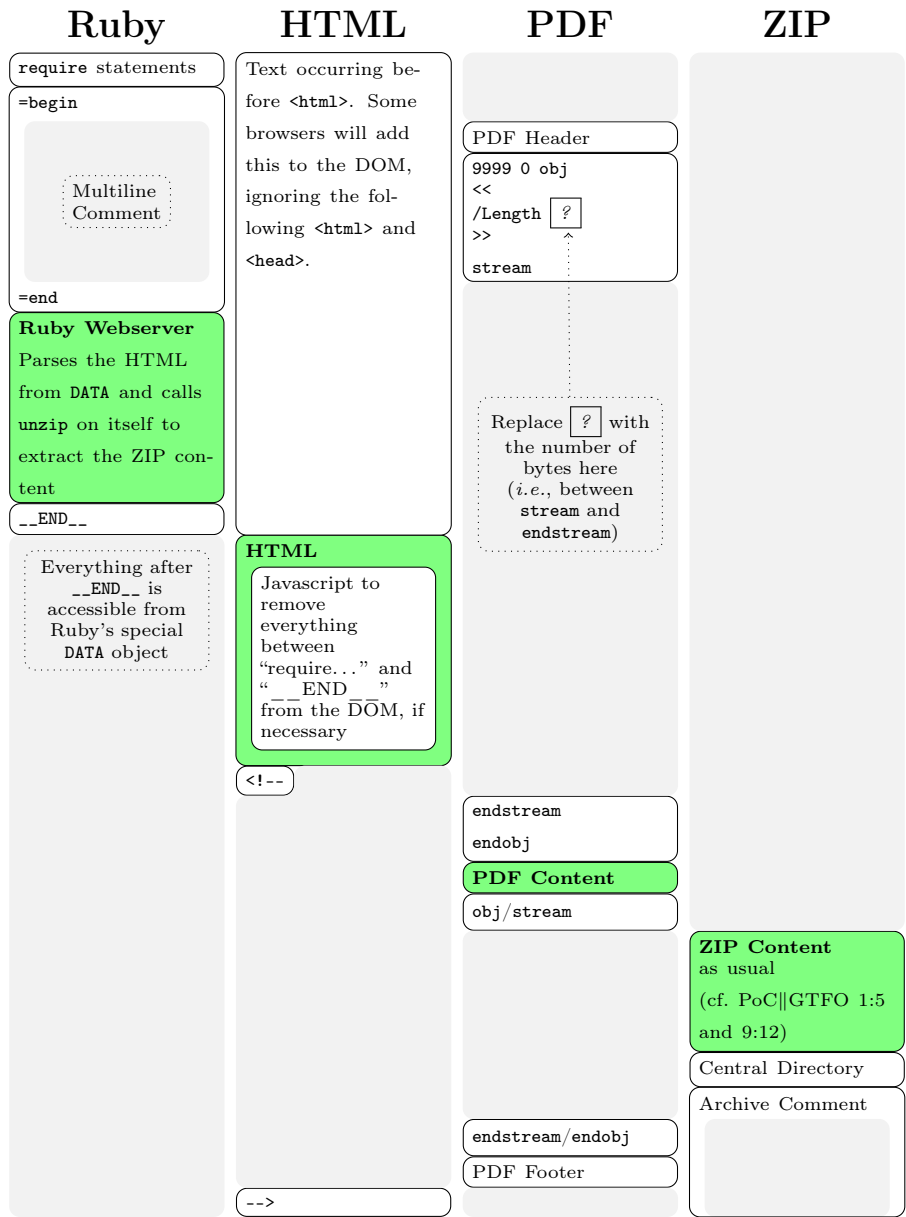 Ruby
require statements
=begin
Multiline
Comment
=end
Ruby Webserver
Parses the HTML
from DATA and calls
unzip on itself to
extract the ZIP con-
tent
__END__
Everything after
__END__ is
accessible from
Ruby's special
DATA object
HTML
Text occurring be-
fore <html>. Some
browsers will add
this to the DOM,
ignoring the fol-
lowing <html> and
<head>.
HTML
Javascript to
remove
everything
between
“require...” and
“__END__”
from the DOM, if
necessary
<!--
-->
PDF
PDF Header
9999 0 obj
<<
/Length ?
>>
stream
Replace ? with
the number of
bytes here
(i.e., between
stream and
endstream)
endstream
endobj
PDF Content
obj/stream
endstream/endobj
PDF Footer
ZIP
ZIP Content
as usual
(cf. PoC||GTFO 1:5
and 9:12)
Central Directory
Archive Comment